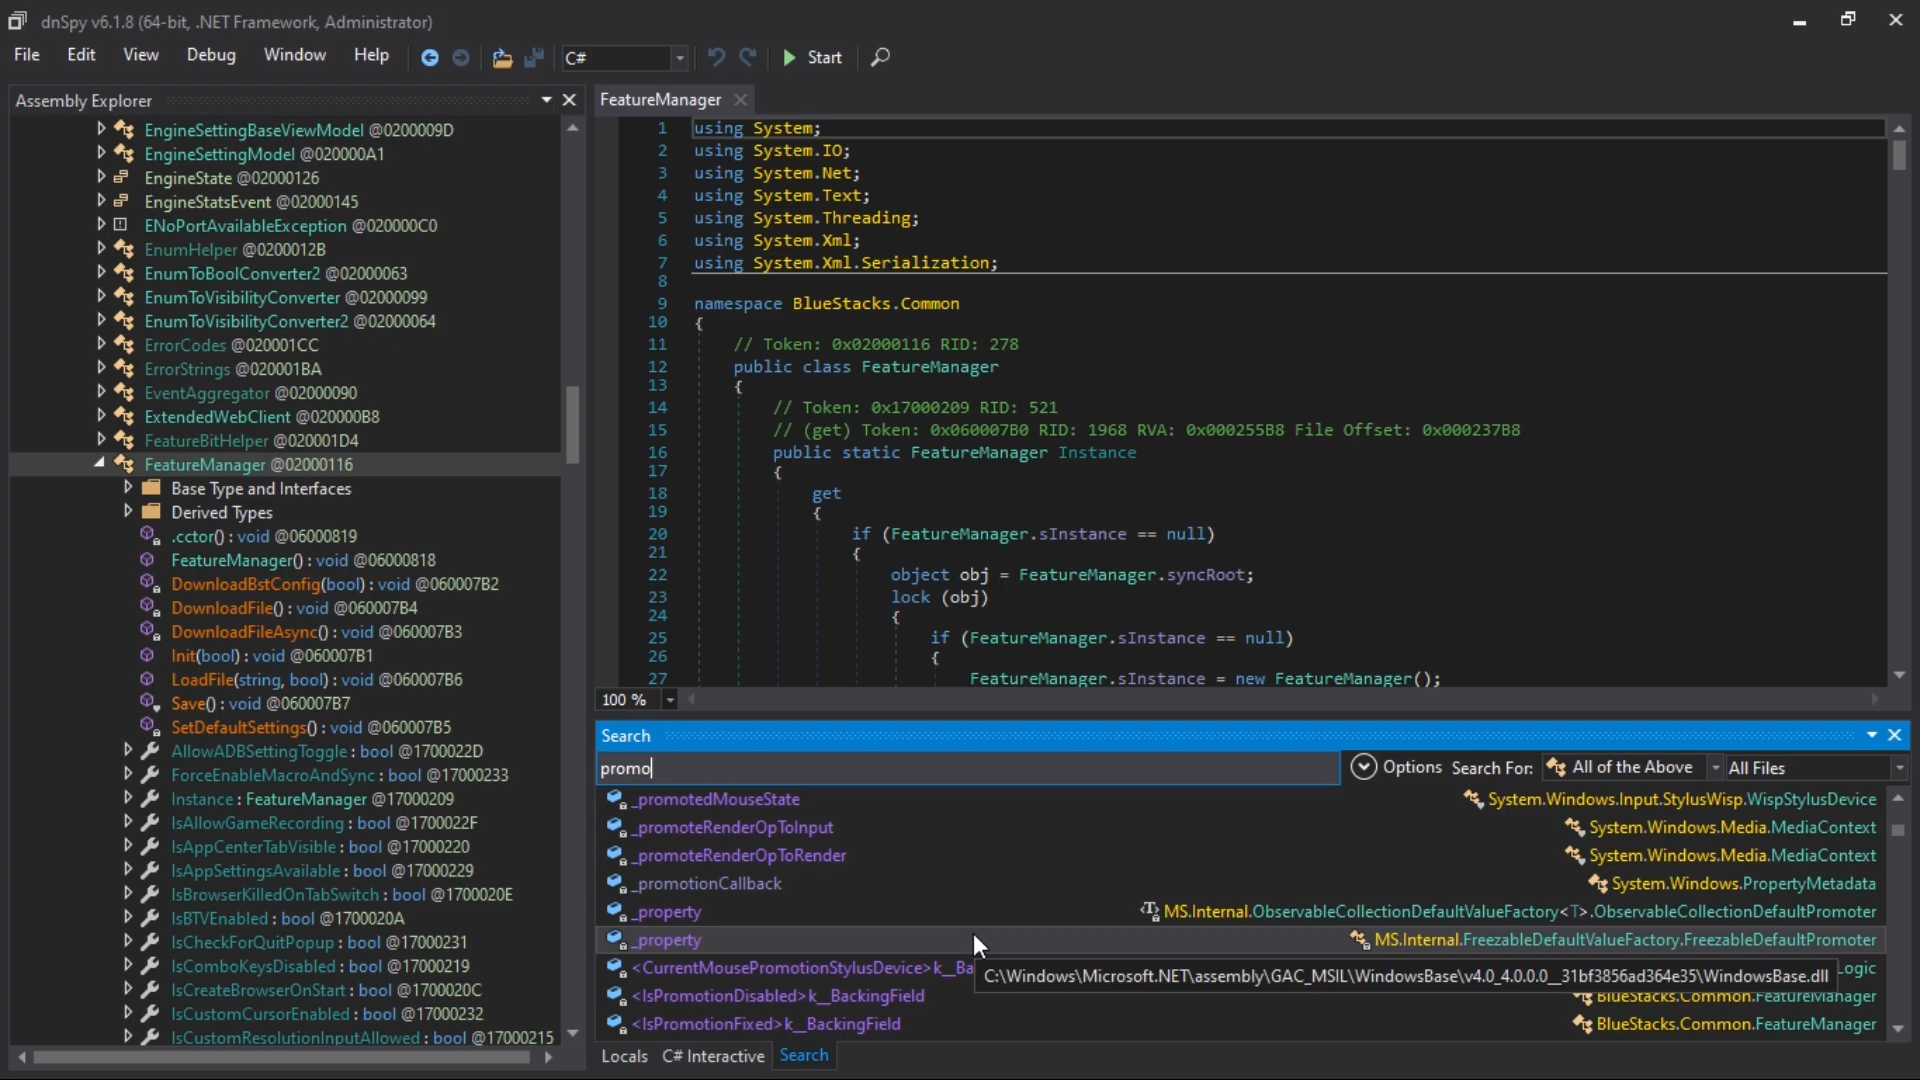 dnSpy v6.1.8 (64-bit, .NET Framework, Administrator)
File Edit View Debug Window Help C# Start
Assembly Explorer
EngineSettingBaseViewModel @0200009D
EngineSettingModel @020000A1
EngineState @02000126
EngineStatsEvent @02000145
ENoPortAvailableException @020000C0
EnumHelper @0200012B
EnumToBoolConverter2 @02000063
EnumToVisibilityConverter @02000099
EnumToVisibilityConverter2 @02000064
ErrorCodes @020001CC
ErrorStrings @020001BA
EventAggregator @02000090
ExtendedWebClient @020000B8
FeatureBitHelper @020001D4
FeatureManager @02000116
Base Type and Interfaces
Derived Types
.cctor() : void @06000819
FeatureManager() : void @06000818
DownloadBstConfig(bool) : void @060007B2
DownloadFile() : void @060007B4
DownloadFileAsync() : void @060007B3
Init(bool) : void @060007B1
LoadFile(string, bool) : void @060007B6
Save() : void @060007B7
SetDefaultSettings() : void @060007B5
AllowADBSettingToggle : bool @1700022D
ForceEnableMacroAndSync : bool @17000233
Instance : FeatureManager @17000209
IsAllowGameRecording : bool @1700022F
IsAppCenterTabVisible : bool @17000220
IsAppSettingsAvailable : bool @17000229
IsBrowserKilledOnTabSwitch : bool @1700020E
IsBTVEnabled : bool @1700020A
IsCheckForQuitPopup : bool @17000231
IsComboKeysDisabled : bool @17000219
IsCreateBrowserOnStart : bool @1700020C
IsCustomCursorEnabled : bool @17000232
IsCustomResolutionInputAllowed : bool @17000215
FeatureManager
1 using System;
2 using System.IO;
3 using System.Net;
4 using System.Text;
5 using System.Threading;
6 using System.Xml;
7 using System.Xml.Serialization;
8
9 namespace BlueStacks.Common
10 {
11 // Token: 0x02000116 RID: 278
12 public class FeatureManager
13 {
14 // Token: 0x17000209 RID: 521
15 // (get) Token: 0x060007B0 RID: 1968 RVA: 0x000255B8 File Offset: 0x000237B8
16 public static FeatureManager Instance
17 {
18 get
19 {
20 if (FeatureManager.sInstance == null)
21 {
22 object obj = FeatureManager.syncRoot;
23 lock (obj)
24 {
25 if (FeatureManager.sInstance == null)
26 {
27 FeatureManager.sInstance = new FeatureManager();
100 %
Search
promo Options Search For: All of the Above All Files
_promotedMouseState System.Windows.Input.StylusWisp.WispStylusDevice
_promoteRenderOpToInput System.Windows.Media.MediaContext
_promoteRenderOpToRender System.Windows.Media.MediaContext
_promotionCallback System.Windows.PropertyMetadata
_property MS.Internal.ObservableCollectionDefaultValueFactory<T>.ObservableCollectionDefaultPromoter
_property MS.Internal.FreezableDefaultValueFactory.FreezableDefaultPromoter
<CurrentMousePromotionStylusDevice>k__Ba Logic
C:\Windows\Microsoft.NET\assembly\GAC_MSIL\WindowsBase\v4.0_4.0.0.0__31bf3856ad364e35\WindowsBase.dll
<IsPromotionDisabled>k__BackingField BlueStacks.Common.FeatureManager
<IsPromotionFixed>k__BackingField BlueStacks.Common.FeatureManager
Locals C# Interactive Search